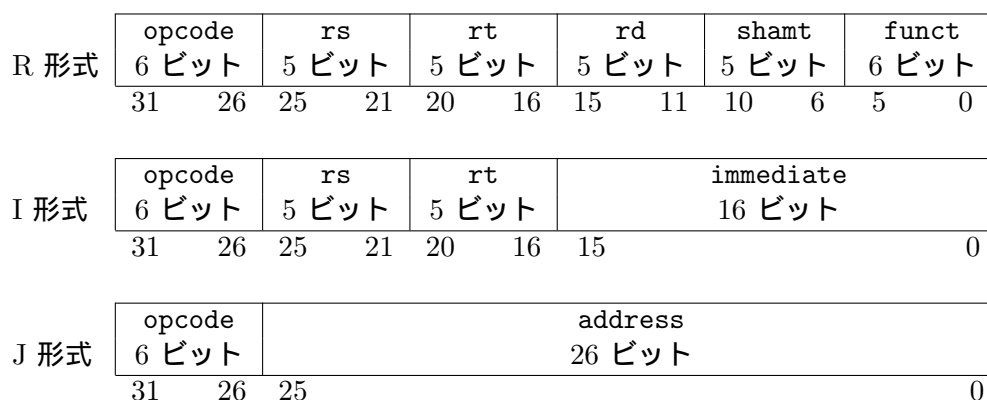 opcode rs rt rd shamt funct
R 形式 6 ビット 5 ビット 5 ビット 5 ビット 5 ビット 6 ビット
31 26 25 21 20 16 15 11 10 6 5 0
opcode rs rt immediate
I 形式 6 ビット 5 ビット 5 ビット 16 ビット
31 26 25 21 20 16 15 0
opcode address
J 形式 6 ビット 26 ビット
31 26 25 0